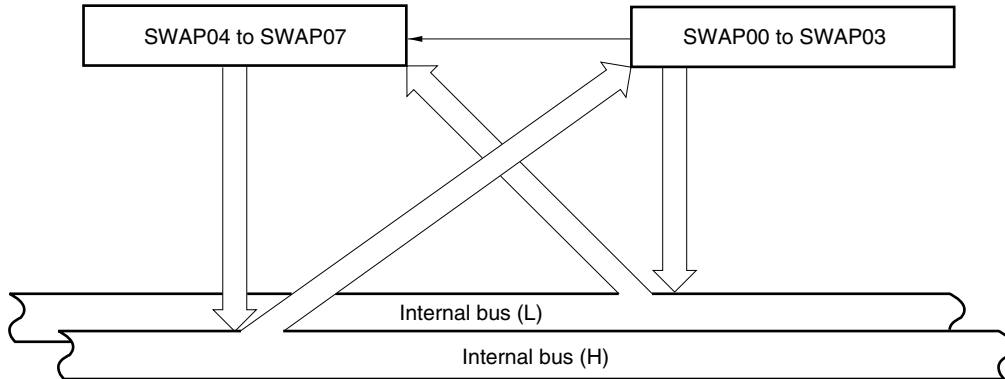 SWAP04 to SWAP07
SWAP00 to SWAP03
Internal bus (L)
Internal bus (H)